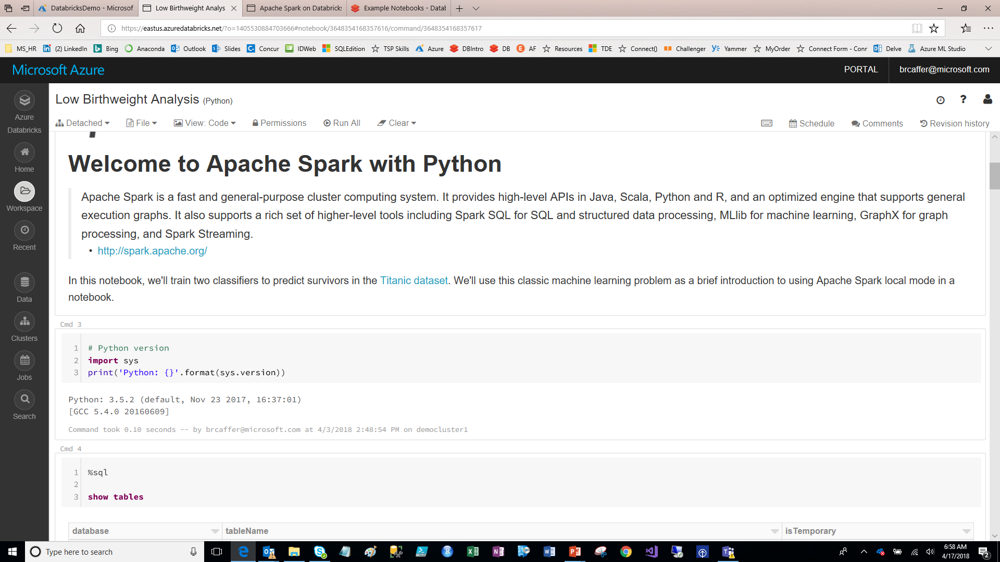 DatabricksDemo - Microsof
Low Birthweight Analys
Apache Spark on Databricks
Example Notebooks - Datab
https://eastus.azuredatabricks.net/?o=1405530884703666#notebook/3648354168357616/command/3648354168357617
MS_HR (2) LinkedIn Bing Anaconda Outlook Slides Concur IDWeb SQLEdition TSP Skills Azure DBIntro DB AF Resources TDE Connect() Challenger Yammer MyOrder Connect Form - Conr Delve Azure ML Studio
Microsoft Azure
PORTAL
brcaffer@microsoft.com
Azure
Databricks
Home
Workspace
Recent
Data
Clusters
Jobs
Search
Low Birthweight Analysis (Python)
Detached File View: Code Permissions Run All Clear
Schedule Comments Revision history
Welcome to Apache Spark with Python
Apache Spark is a fast and general-purpose cluster computing system. It provides high-level APIs in Java, Scala, Python and R, and an optimized engine that supports general
execution graphs. It also supports a rich set of higher-level tools including Spark SQL for SQL and structured data processing, MLlib for machine learning, GraphX for graph
processing, and Spark Streaming.
• http://spark.apache.org/
In this notebook, we'll train two classifiers to predict survivors in the Titanic dataset. We'll use this classic machine learning problem as a brief introduction to using Apache Spark local mode in a
notebook.
Cmd 3
1 # Python version
2 import sys
3 print('Python: {}'.format(sys.version))
Python: 3.5.2 (default, Nov 23 2017, 16:37:01)
[GCC 5.4.0 20160609]
Command took 0.10 seconds -- by brcaffer@microsoft.com at 4/3/2018 2:48:54 PM on democluster1
Cmd 4
1 %sql
2
3 show tables
database tableName isTemporary
Type here to search
6:58 AM
4/17/2018
2